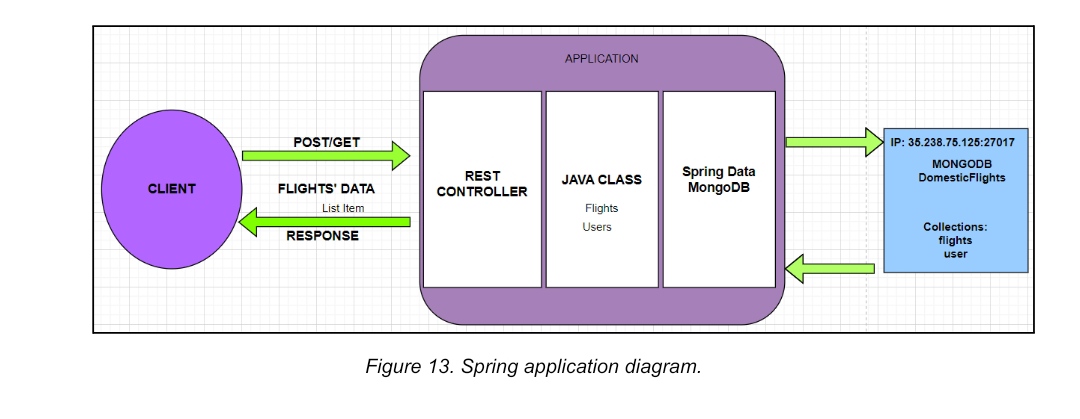 APPLICATION
POST/GET
CLIENT
FLIGHTS' DATA
List Item
RESPONSE
REST
CONTROLLER
JAVA CLASS
Flights
Users
Spring Data
MongoDB
IP: 35.238.75.125:27017
MONGODB
DomesticFlights
Collections:
flights
user
Figure 13. Spring application diagram.